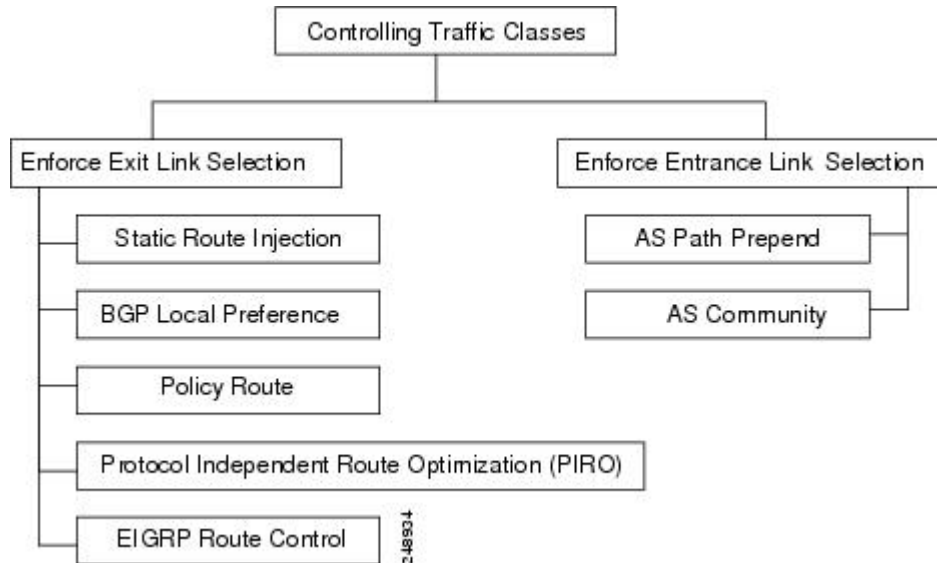 Controlling Traffic Classes
Enforce Exit Link Selection
Enforce Entrance Link Selection
Static Route Injection
AS Path Prepend
BGP Local Preference
AS Community
Policy Route
Protocol Independent Route Optimization (PIRO)
EIGRP Route Control
248934